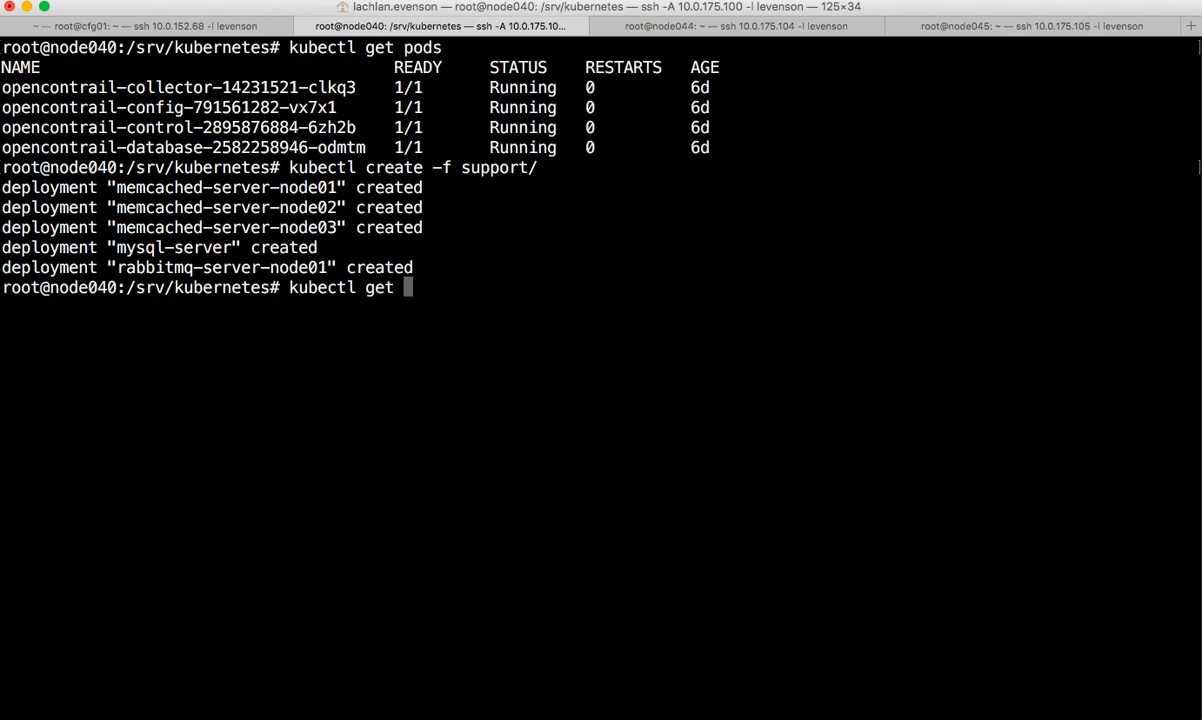 lachlan.evenson — root@node040: /srv/kubernetes — ssh -A 10.0.175.100 -l levenson — 125×34
~ — root@cfg01: ~ — ssh 10.0.152.68 -l levenson
root@node040: /srv/kubernetes — ssh -A 10.0.175.10...
root@node044: ~ — ssh 10.0.175.104 -l levenson
root@node045: ~ — ssh 10.0.175.105 -l levenson
[root@node040:/srv/kubernetes# kubectl get pods ]
NAME READY STATUS RESTARTS AGE
opencontrail-collector-14231521-clkq3 1/1 Running 0 6d
opencontrail-config-791561282-vx7x1 1/1 Running 0 6d
opencontrail-control-2895876884-6zh2b 1/1 Running 0 6d
opencontrail-database-2582258946-odmtm 1/1 Running 0 6d
[root@node040:/srv/kubernetes# kubectl create -f support/ ]
deployment "memcached-server-node01" created
deployment "memcached-server-node02" created
deployment "memcached-server-node03" created
deployment "mysql-server" created
deployment "rabbitmq-server-node01" created
root@node040:/srv/kubernetes# kubectl get